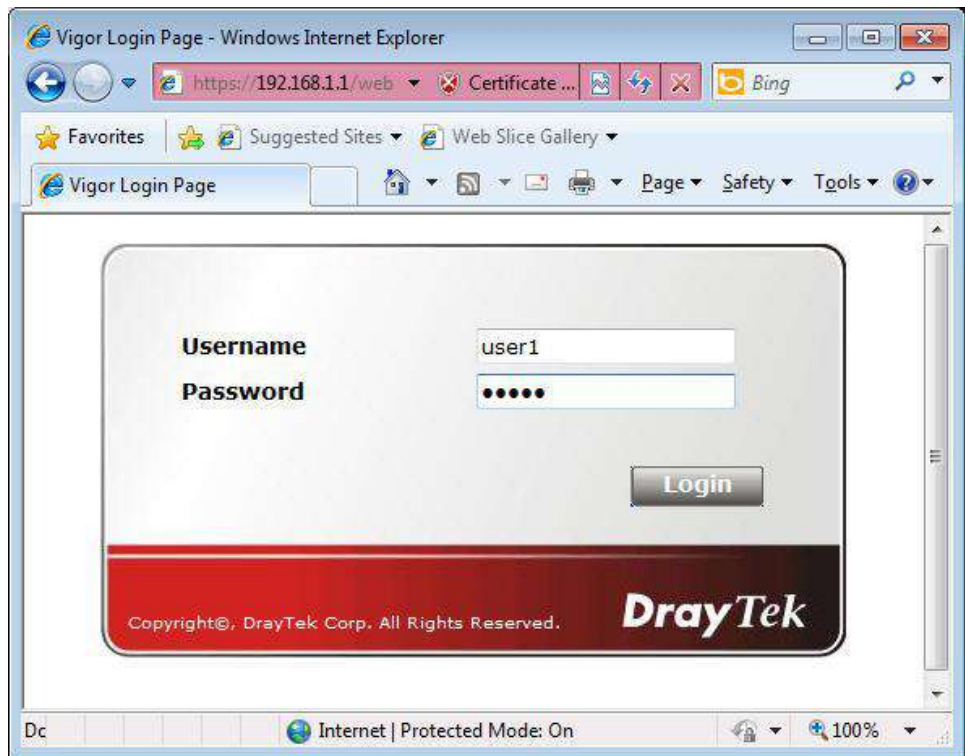 Vigor Login Page - Windows Internet Explorer
https://192.168.1.1/web Certificate ... Bing
Favorites Suggested Sites Web Slice Gallery
Vigor Login Page Page Safety Tools
Username user1
Password •••••
Login
Copyright©, DrayTek Corp. All Rights Reserved. DrayTek
Dc Internet | Protected Mode: On 100%